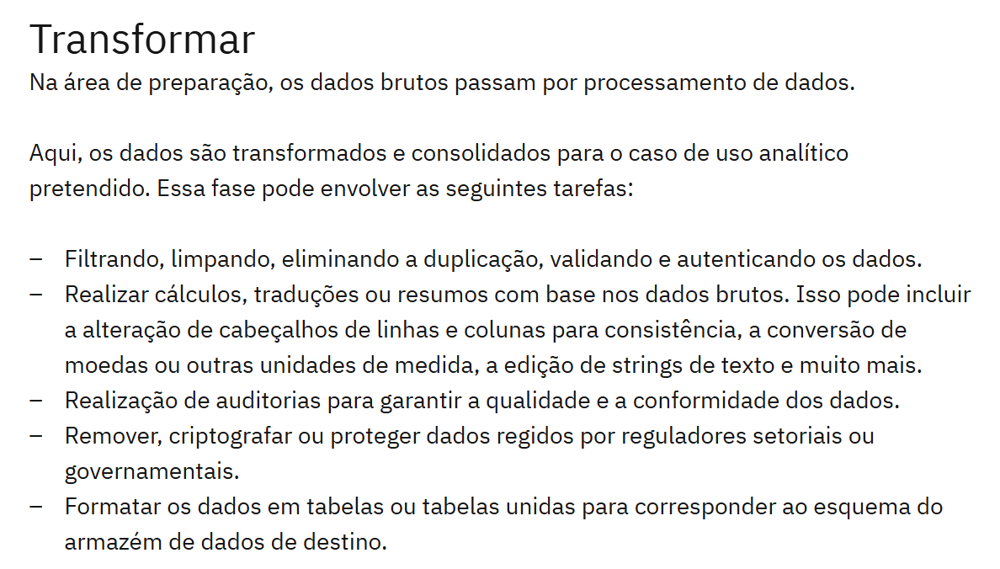 Transformar
Na área de preparação, os dados brutos passam por processamento de dados.
Aqui, os dados são transformados e consolidados para o caso de uso analítico
pretendido. Essa fase pode envolver as seguintes tarefas:
– Filtrando, limpando, eliminando a duplicação, validando e autenticando os dados.
– Realizar cálculos, traduções ou resumos com base nos dados brutos. Isso pode incluir
a alteração de cabeçalhos de linhas e colunas para consistência, a conversão de
moedas ou outras unidades de medida, a edição de strings de texto e muito mais.
– Realização de auditorias para garantir a qualidade e a conformidade dos dados.
– Remover, criptografar ou proteger dados regidos por reguladores setoriais ou
governamentais.
– Formatar os dados em tabelas ou tabelas unidas para corresponder ao esquema do
armazém de dados de destino.